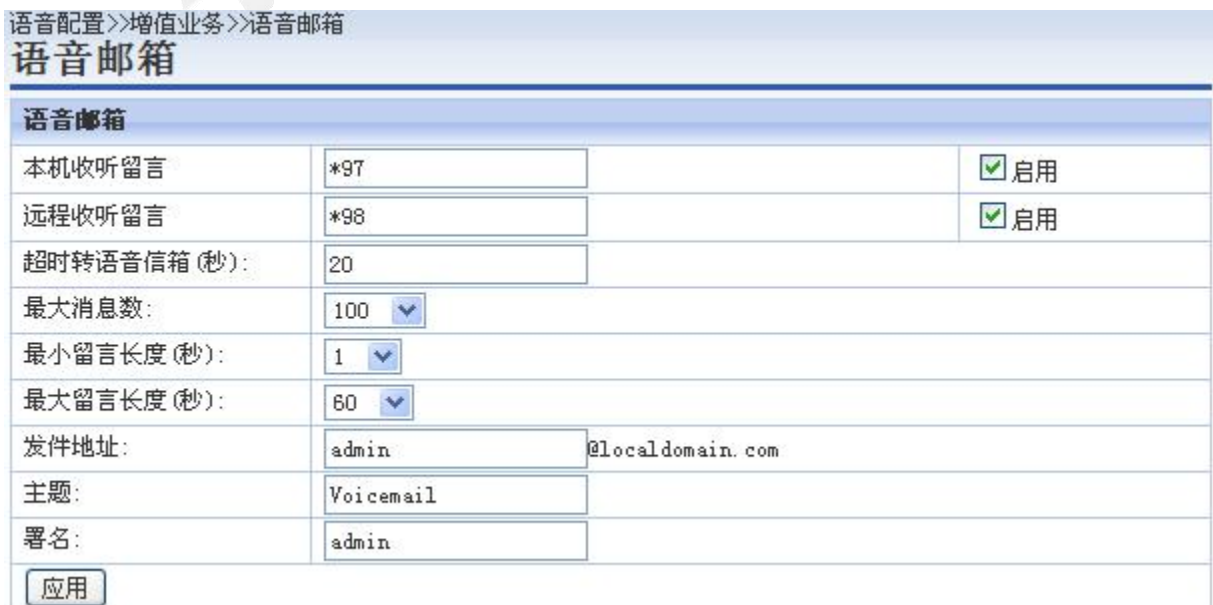 语音配置>>增值业务>>语音邮箱
语音邮箱
语音邮箱
本机收听留言 *97 启用
远程收听留言 *98 启用
超时转语音信箱(秒): 20
最大消息数: 100
最小留言长度(秒): 1
最大留言长度(秒): 60
发件地址: admin @localdomain.com
主题: Voicemail
署名: admin
应用